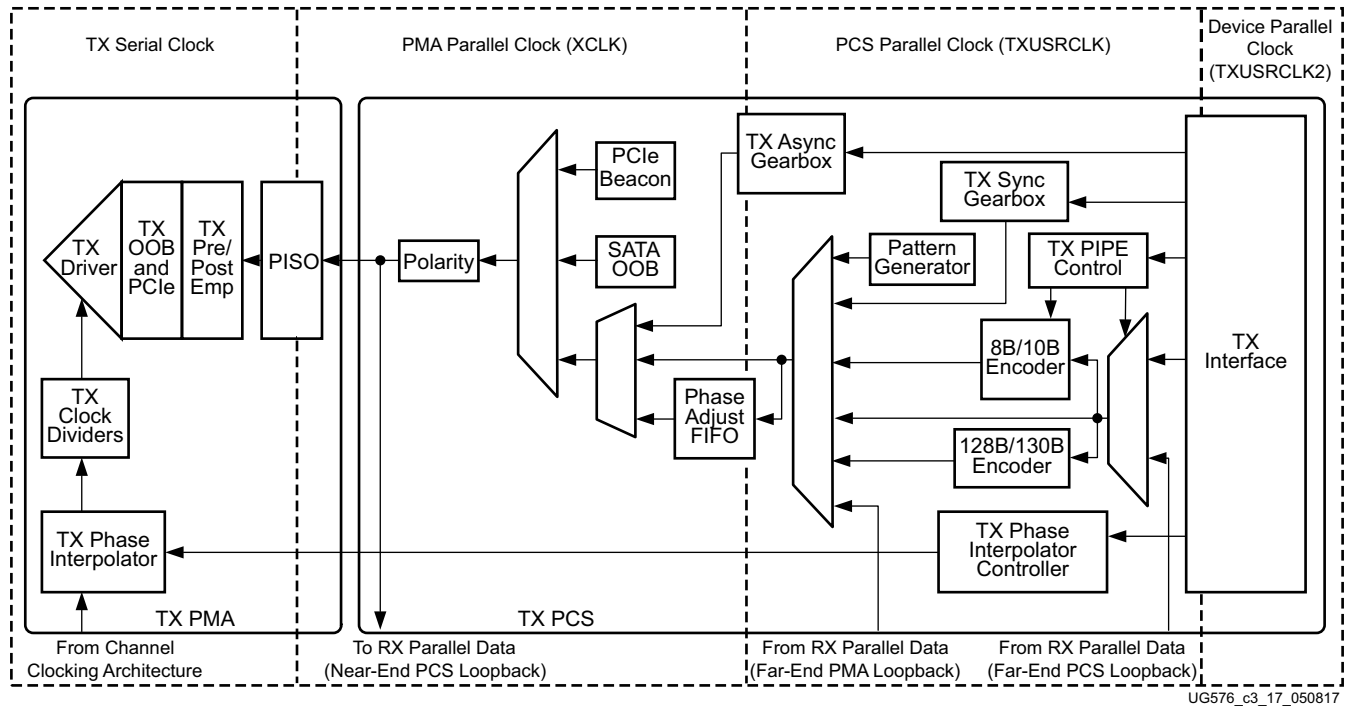 TX Serial Clock
PMA Parallel Clock (XCLK)
PCS Parallel Clock (TXUSRCLK)
Device Parallel
Clock
(TXUSRCLK2)
TX
Driver
TX
OOB
and
PCIe
TX
Pre/
Post
Emp
PISO
Polarity
PCIe
Beacon
SATA
OOB
TX Async
Gearbox
TX Sync
Gearbox
Pattern
Generator
TX PIPE
Control
8B/10B
Encoder
TX
Interface
Phase
Adjust
FIFO
128B/130B
Encoder
TX
Clock
Dividers
TX Phase
Interpolator
TX Phase
Interpolator
Controller
TX PMA
TX PCS
From Channel
Clocking Architecture
To RX Parallel Data
(Near-End PCS Loopback)
From RX Parallel Data
(Far-End PMA Loopback)
From RX Parallel Data
(Far-End PCS Loopback)
UG576_c3_17_050817